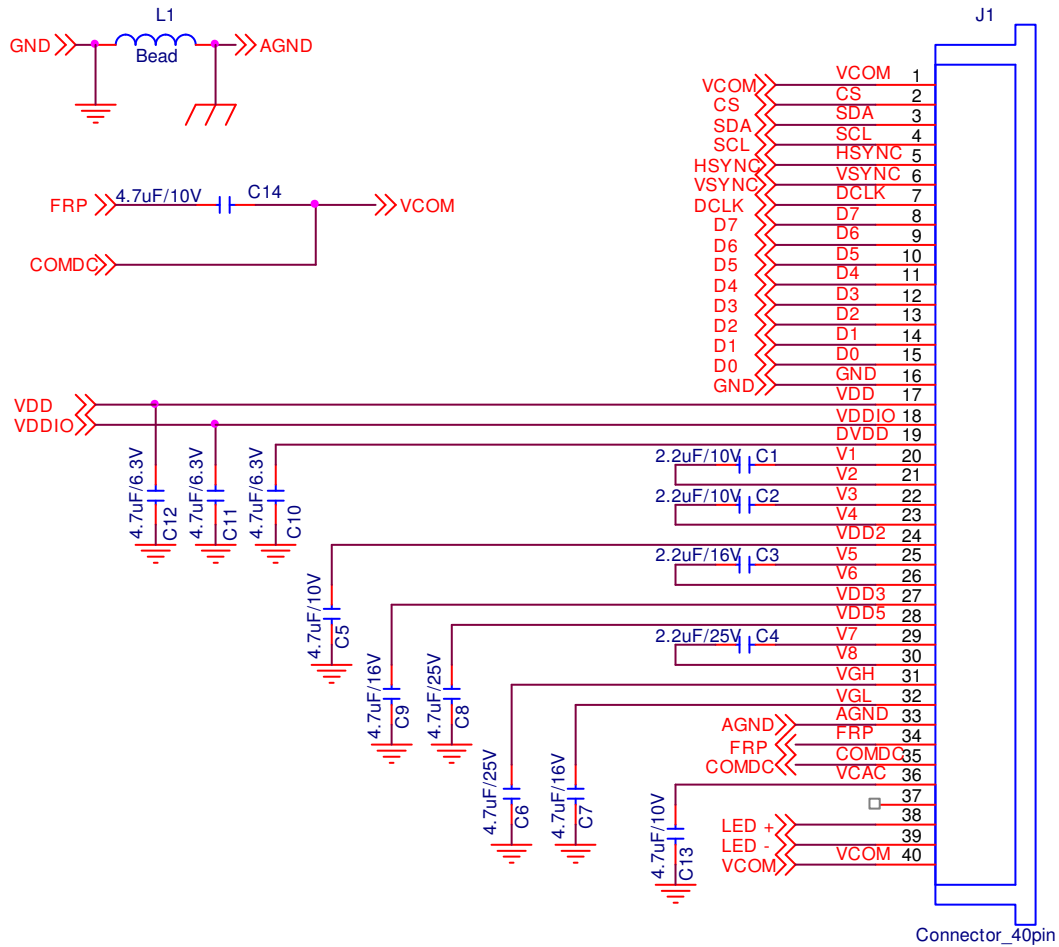 L1
GND
AGND
Bead
FRP
4.7uF/10V
C14
VCOM
COMDC
VDD
VDDIO
4.7uF/6.3V
C12
4.7uF/6.3V
C11
4.7uF/6.3V
C10
4.7uF/10V
C5
4.7uF/16V
C9
4.7uF/25V
C8
4.7uF/25V
C6
4.7uF/16V
C7
4.7uF/10V
C13
2.2uF/10V C1
2.2uF/10V C2
2.2uF/16V C3
2.2uF/25V C4
J1
VCOM VCOM 1
CS CS 2
SDA SDA 3
SCL SCL 4
HSYNC HSYNC 5
VSYNC VSYNC 6
DCLK DCLK 7
D7 D7 8
D6 D6 9
D5 D5 10
D4 D4 11
D3 D3 12
D2 D2 13
D1 D1 14
D0 D0 15
GND GND 16
VDD 17
VDDIO 18
DVDD 19
V1 20
V2 21
V3 22
V4 23
VDD2 24
V5 25
V6 26
VDD3 27
VDD5 28
V7 29
V8 30
VGH 31
VGL 32
AGND AGND 33
FRP FRP 34
COMDC COMDC 35
VCAC 36
37
LED + 38
LED - 39
VCOM VCOM 40
Connector_40pin